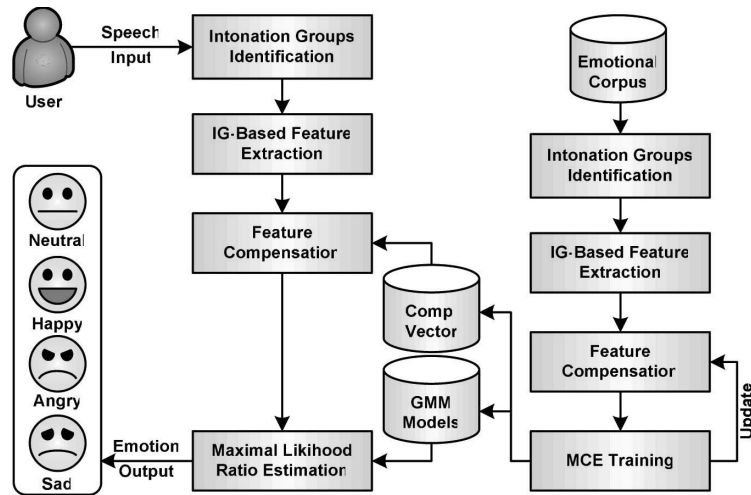 Speech
Input
User
Intonation Groups
Identification
IG-Based Feature
Extraction
Feature
Compensation
Maximal Likihood
Ratio Estimation
Emotion
Output
Neutral
Happy
Angry
Sad
Emotional
Corpus
Intonation Groups
Identification
IG-Based Feature
Extraction
Feature
Compensation
MCE Training
Update
Comp
Vector
GMM
Models